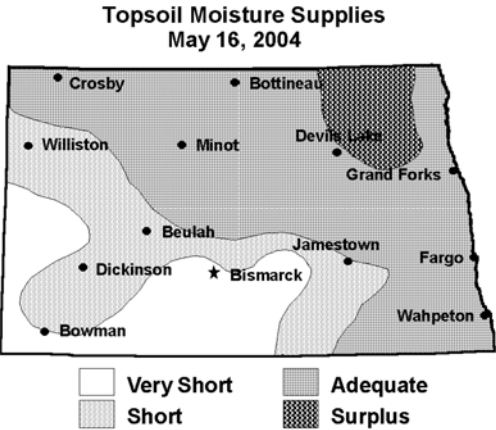 Topsoil Moisture Supplies
May 16, 2004
Crosby
Bottineau
Williston
Minot
Devils Lake
Grand Forks
Beulah
Jamestown
Dickinson
Bismarck
Fargo
Wahpeton
Bowman
Very Short
Adequate
Short
Surplus